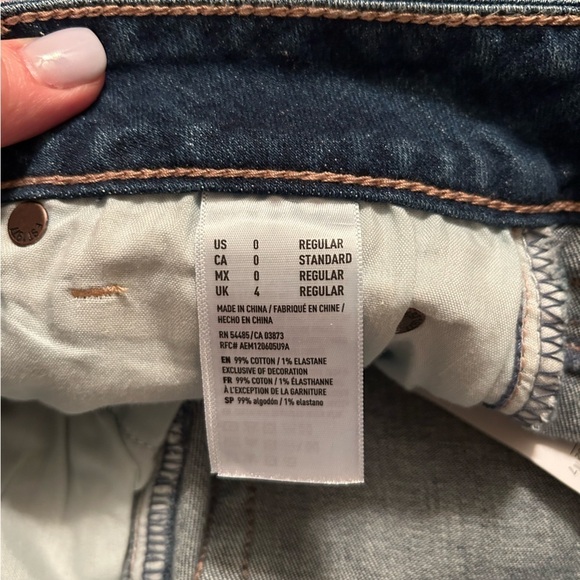 US 0 REGULAR
CA 0 STANDARD
MX 0 REGULAR
UK 4 REGULAR
MADE IN CHINA / FABRIQUÉ EN CHINE /
HECHO EN CHINA
RN 54485/CA 03873
RFC# AEM120605U9A
EN 99% COTTON / 1% ELASTANE
EXCLUSIVE OF DECORATION
FR 99% COTON / 1% ÉLASTHANNE
À L'EXCEPTION DE LA GARNITURE
SP 99% algodón / 1% elastano